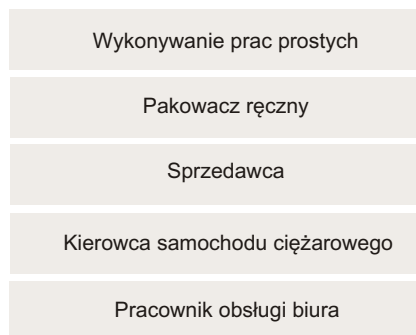 Wykonywanie prac prostych
Pakowacz ręczny
Sprzedawca
Kierowca samochodu ciężarowego
Pracownik obsługi biura